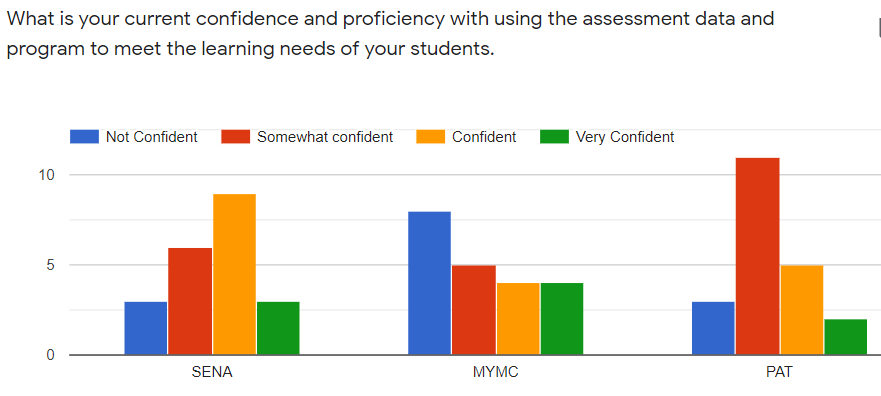 What is your current confidence and proficiency with using the assessment data and
program to meet the learning needs of your students.
Not Confident Somewhat confident Confident Very Confident
10
5
0
SENA MYMC PAT